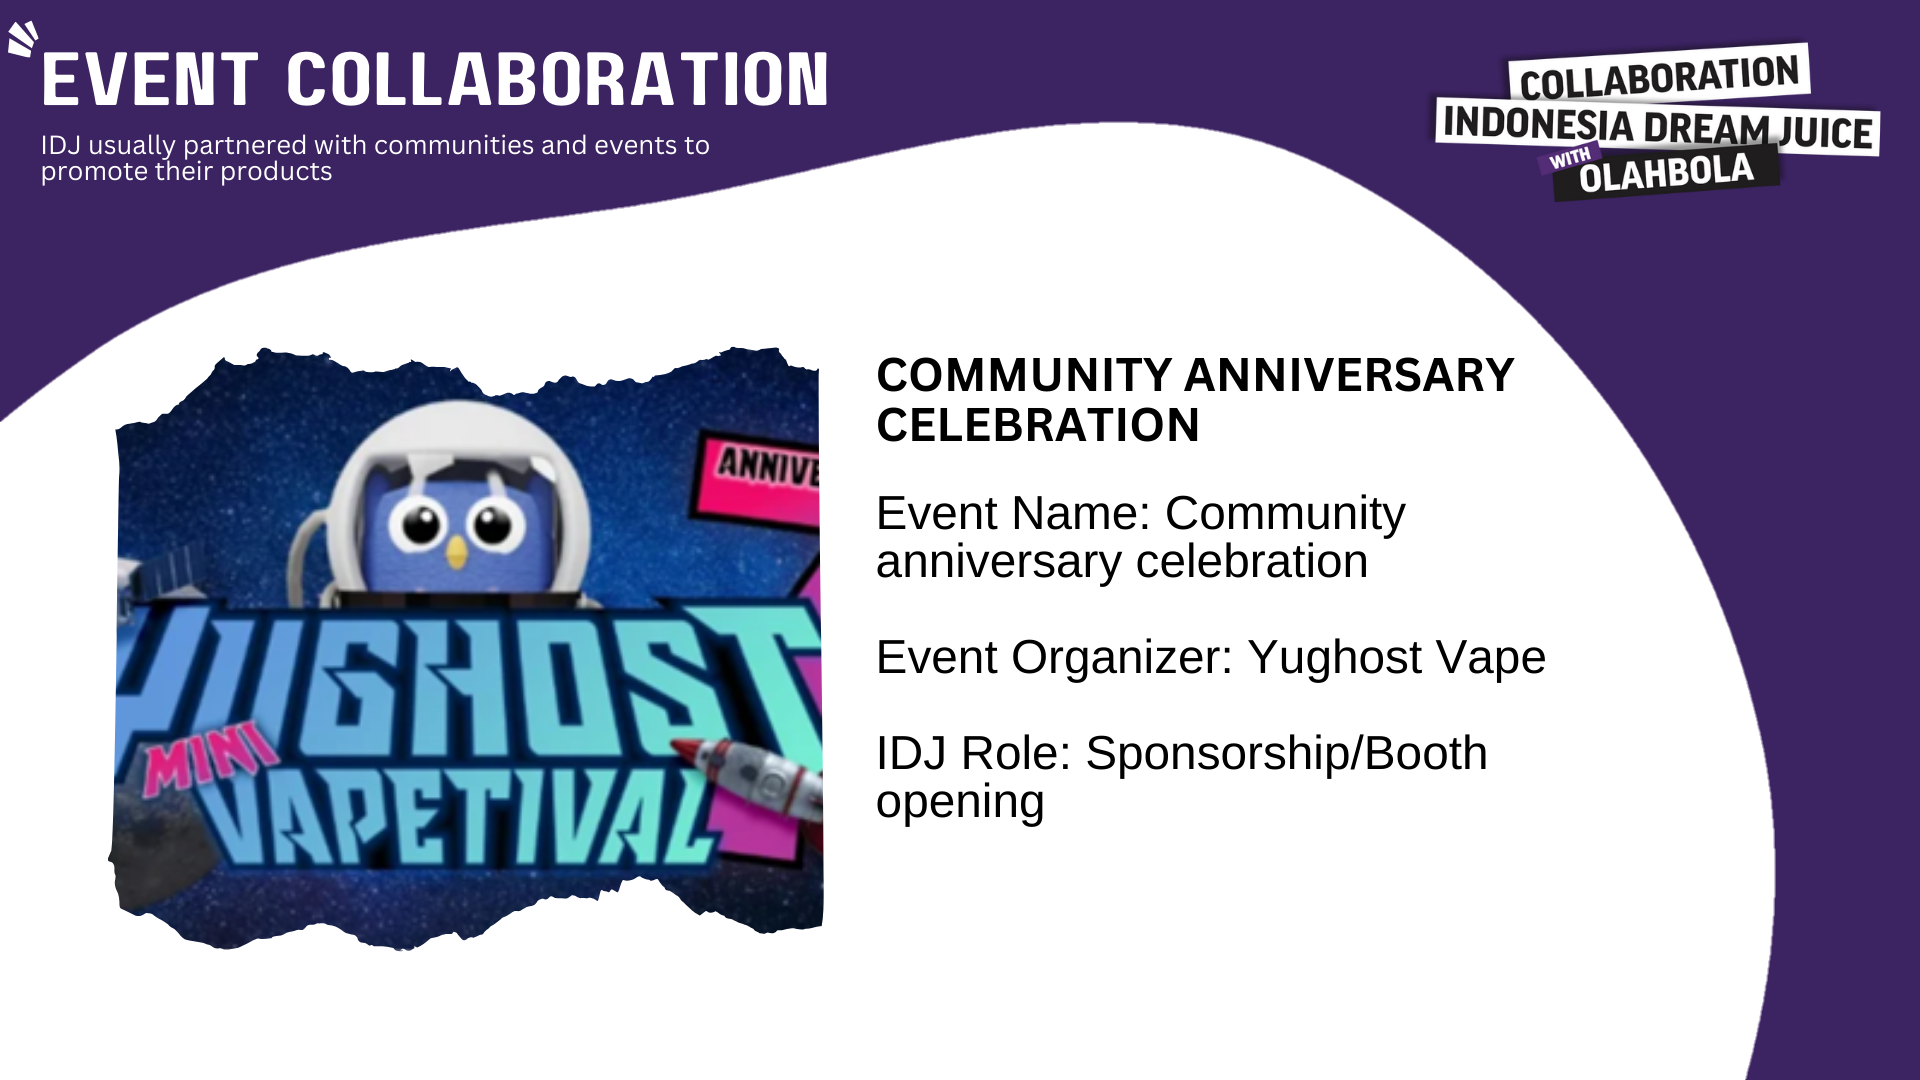 EVENT COLLABORATION
IDJ usually partnered with communities and events to
promote their products
COLLABORATION
INDONESIA DREAM JUICE
WITH
OLAHBOLA
ANNIVE
YUGHOST
MINI
VAPETIVAL
COMMUNITY ANNIVERSARY
CELEBRATION
Event Name: Community
anniversary celebration
Event Organizer: Yughost Vape
IDJ Role: Sponsorship/Booth
opening